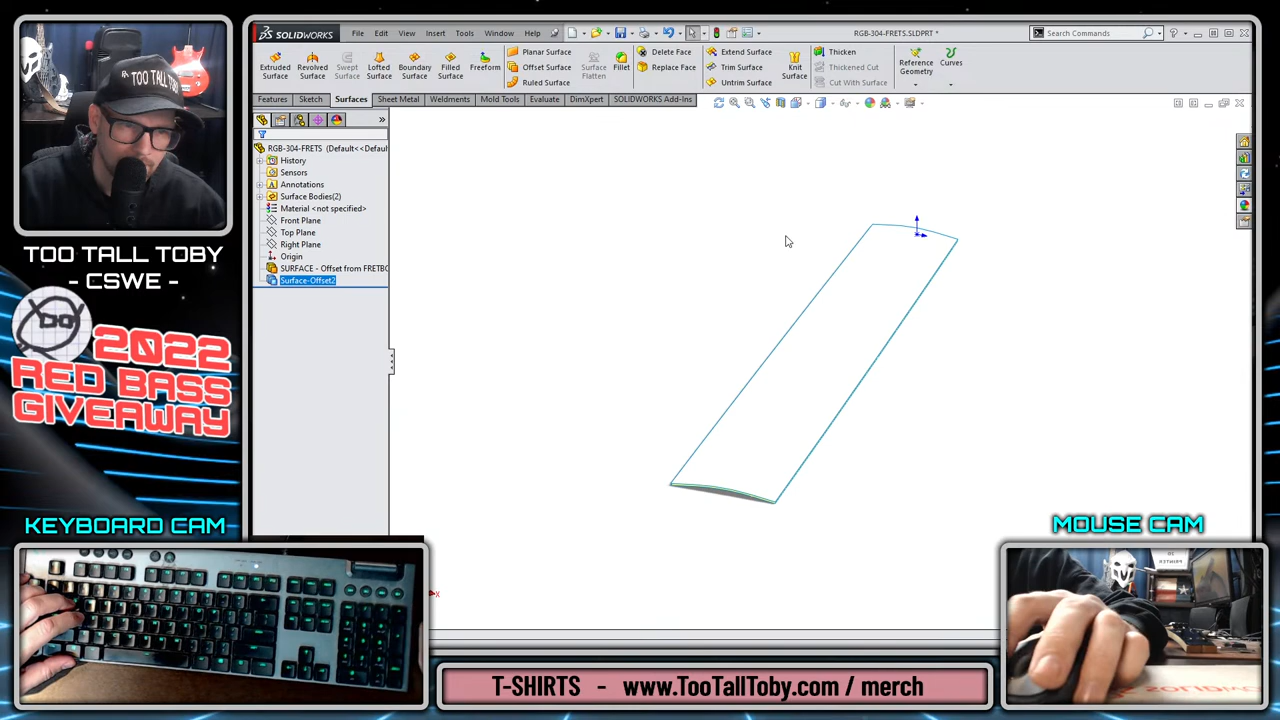 TOO TALL TOBY
TOO TALL TOBY
- CSWE -
2022
RED BASS
GIVEAWAY
KEYBOARD CAM
SOLIDWORKS
File
Edit
View
Insert
Tools
Window
Help
RGB-304-FRETS.SLDPRT *
Search Commands
Extruded Surface
Revolved Surface
Swept Surface
Lofted Surface
Boundary Surface
Filled Surface
Freeform
Planar Surface
Offset Surface
Ruled Surface
Surface Flatten
Fillet
Delete Face
Replace Face
Extend Surface
Trim Surface
Untrim Surface
Knit Surface
Thicken
Thickened Cut
Cut With Surface
Reference Geometry
Curves
Features
Sketch
Surfaces
Sheet Metal
Weldments
Mold Tools
Evaluate
DimXpert
SOLIDWORKS Add-Ins
RGB-304-FRETS (Default<<Defaul
History
Sensors
Annotations
Surface Bodies(2)
Material <not specified>
Front Plane
Top Plane
Right Plane
Origin
SURFACE - Offset from FRETBO
Surface-Offset2
X
MOUSE CAM
T-SHIRTS - www.TooTallToby.com / merch